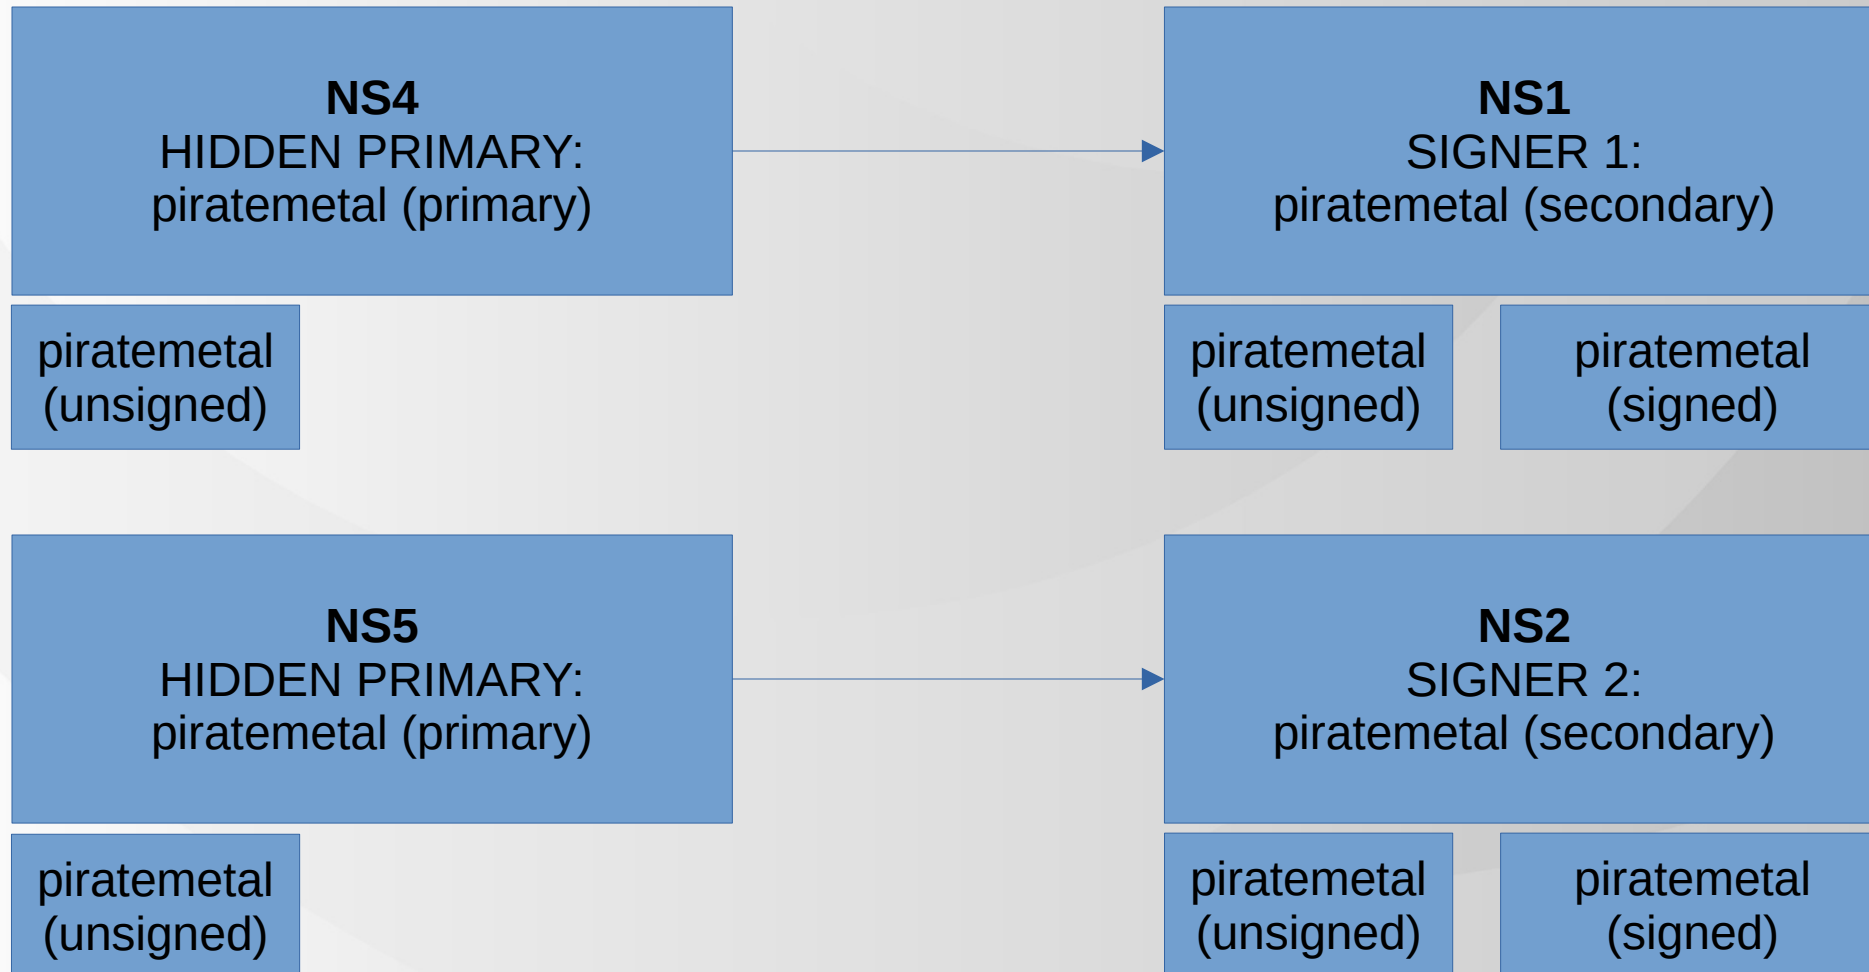 NS4
HIDDEN PRIMARY:
piratemetal (primary)
NS1
SIGNER 1:
piratemetal (secondary)
piratemetal
(unsigned)
piratemetal
(unsigned)
piratemetal
(signed)
NS5
HIDDEN PRIMARY:
piratemetal (primary)
NS2
SIGNER 2:
piratemetal (secondary)
piratemetal
(unsigned)
piratemetal
(unsigned)
piratemetal
(signed)